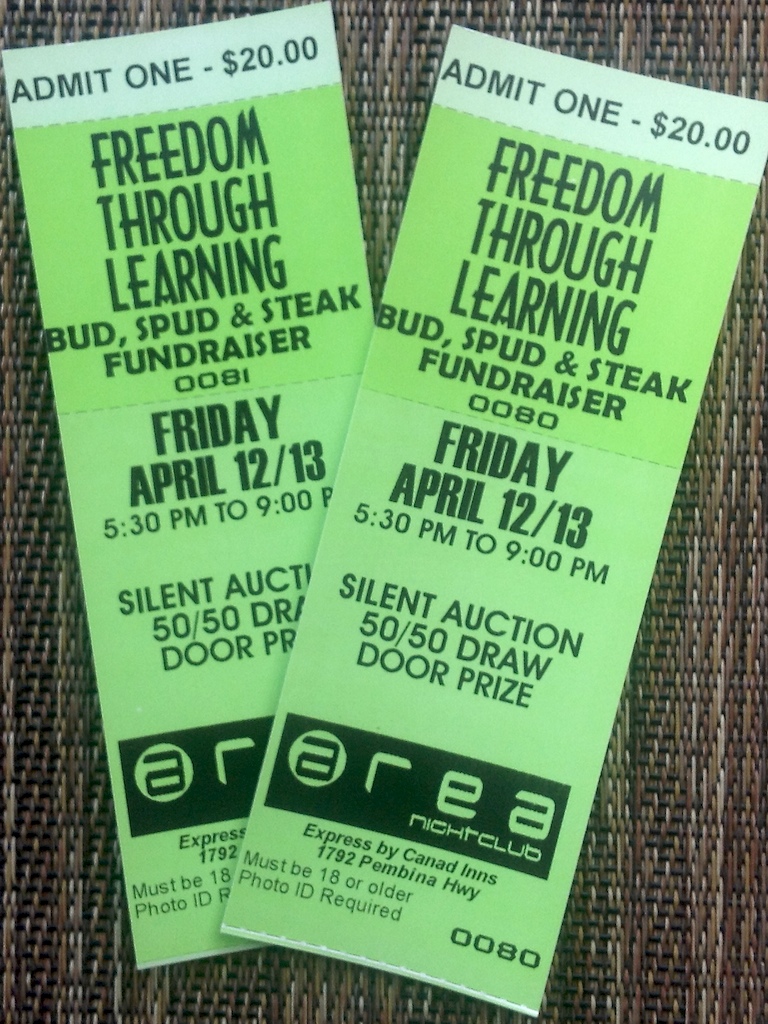 ADMIT ONE - $20.00
FREEDOM
THROUGH
LEARNING
BUD, SPUD & STEAK
FUNDRAISER
0081
FRIDAY
APRIL 12/13
5:30 PM TO 9:00 P
SILENT AUCTI
50/50 DRA
DOOR PR
ar
Express
1792
Must be 18
Photo ID R
ADMIT ONE - $20.00
FREEDOM
THROUGH
LEARNING
BUD, SPUD & STEAK
FUNDRAISER
0080
FRIDAY
APRIL 12/13
5:30 PM TO 9:00 PM
SILENT AUCTION
50/50 DRAW
DOOR PRIZE
area
nightclub
Express by Canad Inns
1792 Pembina Hwy
Must be 18 or older
Photo ID Required
0080